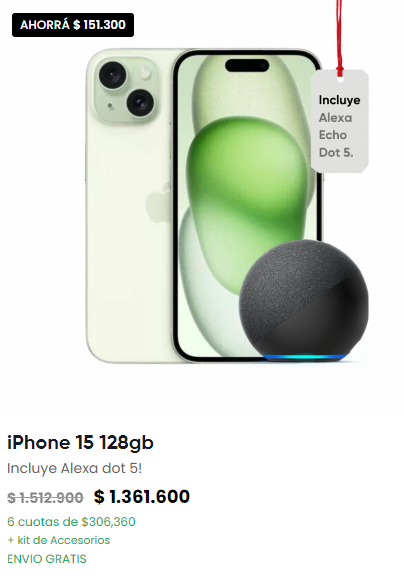 AHORRÁ $ 151.300
Incluye
Alexa
Echo
Dot 5.
iPhone 15 128gb
Incluye Alexa dot 5!
$ 1.512.900 $ 1.361.600
6 cuotas de $306,360
+ kit de Accesorios
ENVIO GRATIS